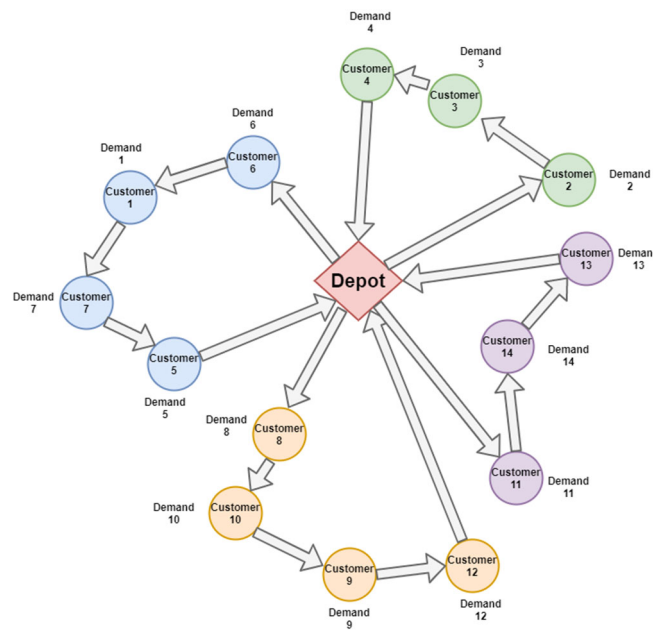 Demand
4
Customer
4
Demand
3
Customer
3
Demand
6
Customer
6
Demand
1
Customer
1
Customer
2
Demand
2
Customer
13
Deman
13
Depot
Demand
7
Customer
7
Customer
5
Demand
5
Customer
14
Demand
14
Demand
8
Customer
8
Customer
11
Demand
11
Demand
10
Customer
10
Customer
9
Demand
9
Customer
12
Demand
12